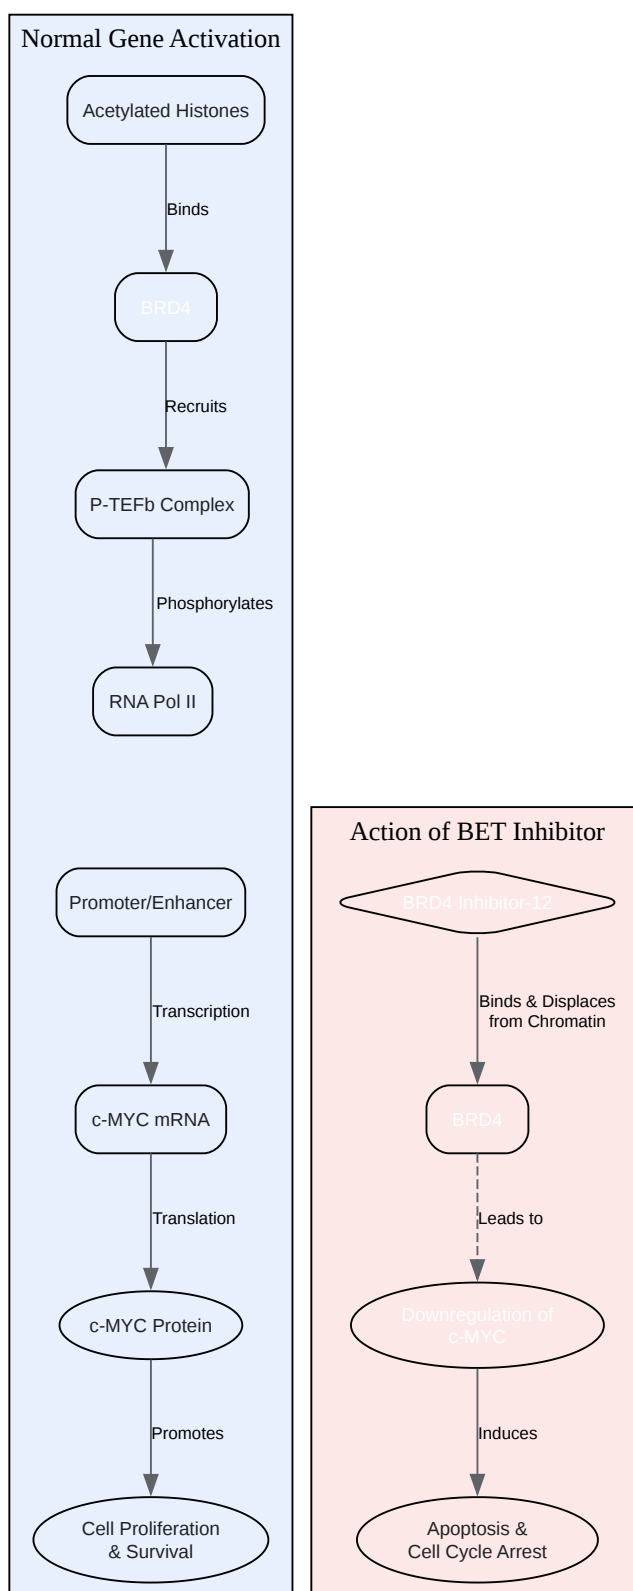 Normal Gene Activation
Acetylated Histones
Binds
BRD4
Recruits
P-TEFb Complex
Phosphorylates
RNA Pol II
Promoter/Enhancer
Transcription
c-MYC mRNA
Translation
c-MYC Protein
Promotes
Cell Proliferation
& Survival
Action of BET Inhibitor
BRD4 Inhibitor-12
Binds & Displaces
from Chromatin
BRD4
Leads to
Downregulation of
c-MYC
Induces
Apoptosis &
Cell Cycle Arrest